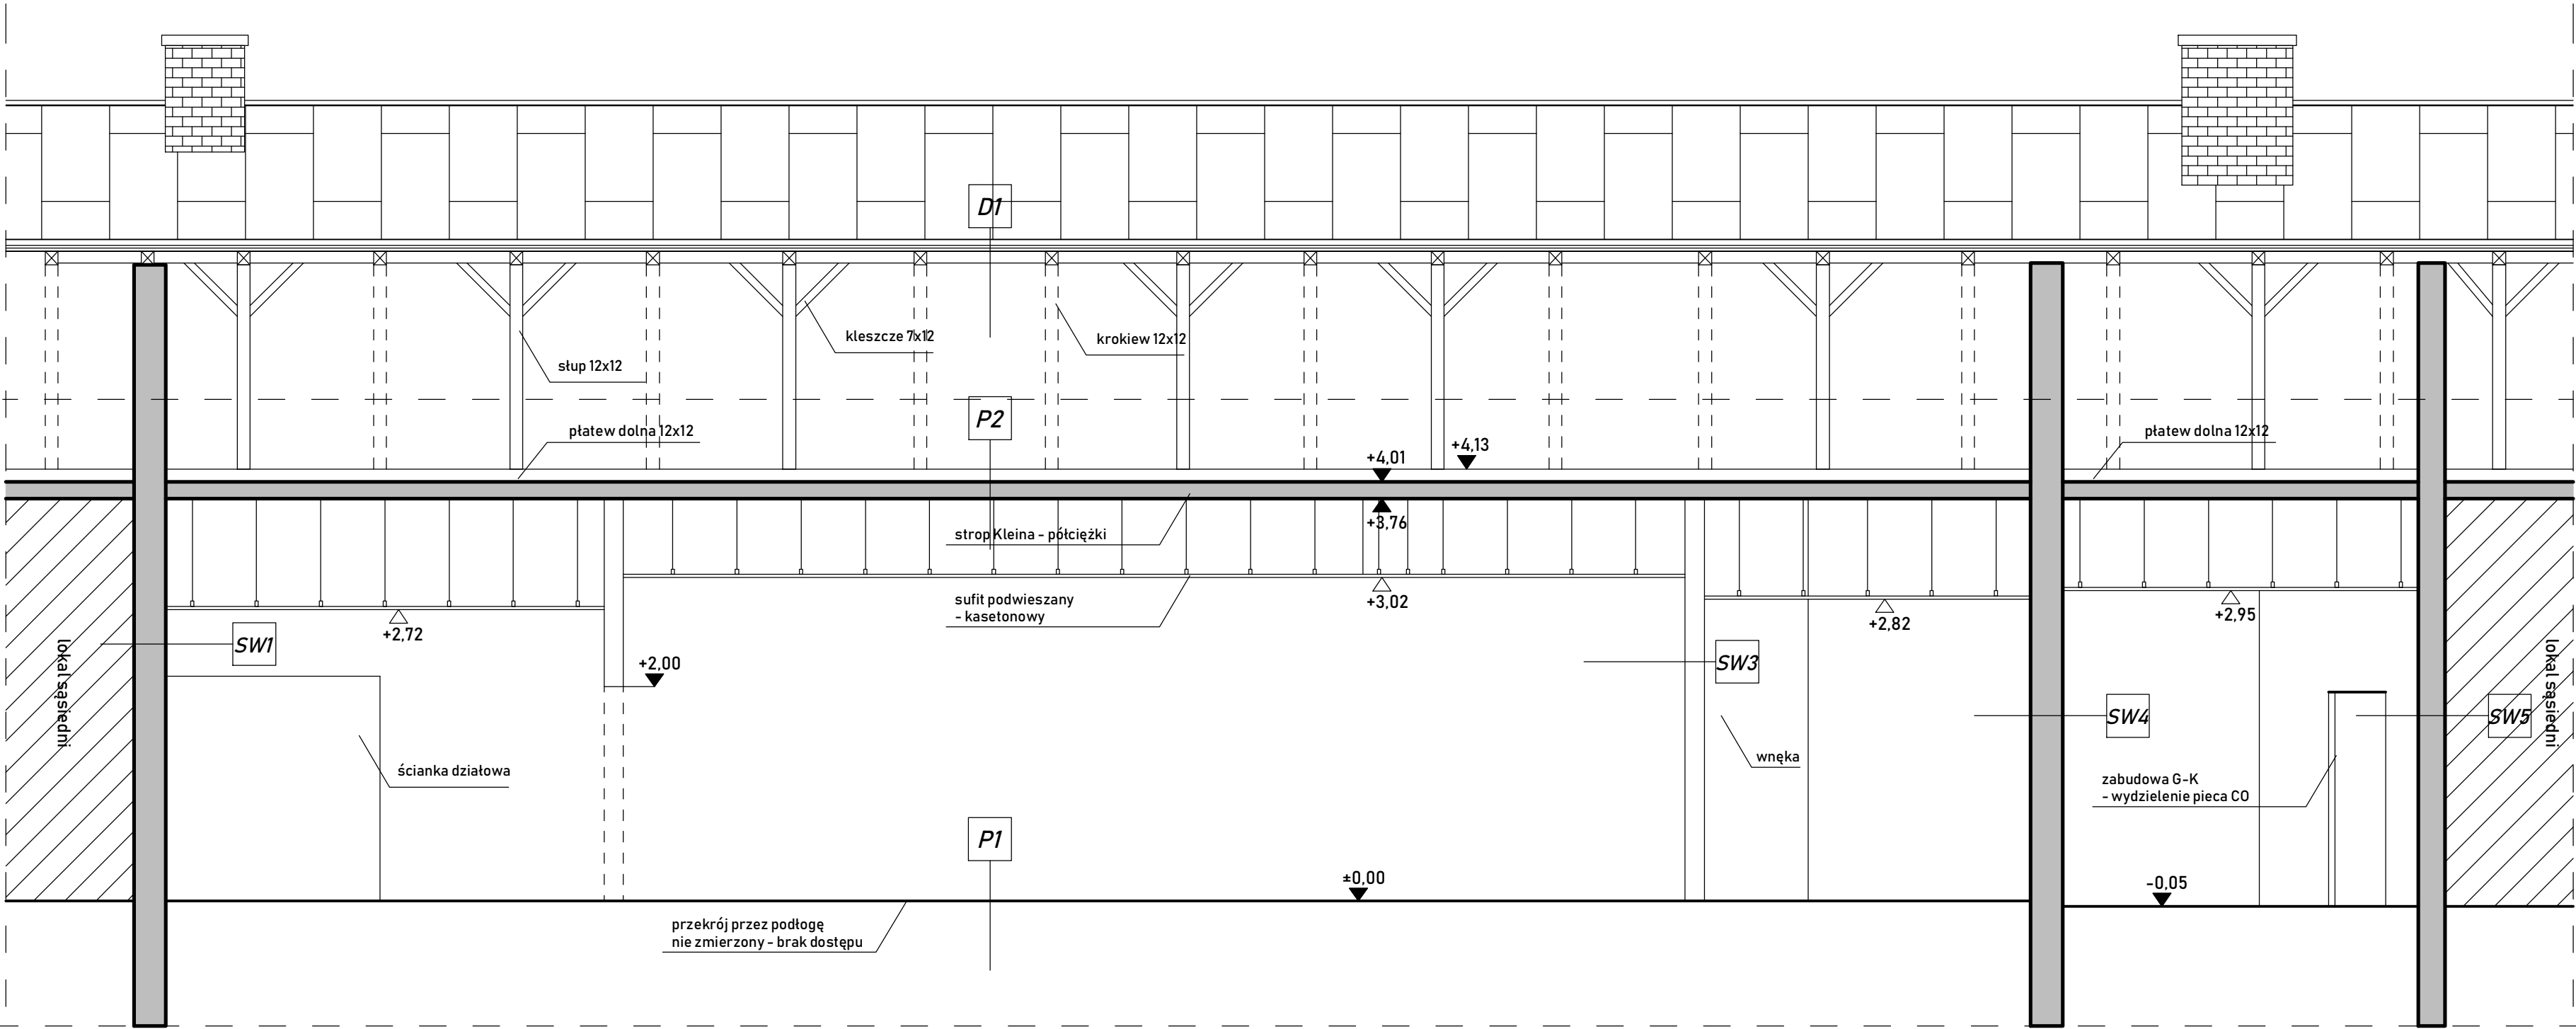 D1
kleszcze 7x12
krokiew 12x12
słup 12x12
P2
płatew dolna 12x12
płatew dolna 12x12
+4,13
+4,01
+3,76
strop Kleina - półciężki
sufit podwieszany
- kasetonowy
+3,02
+2,72
+2,82
+2,95
SW1
+2,00
SW3
lokal sąsiedni
lokal sąsiedni
SW4
SW5
ścianka działowa
wnęka
zabudowa G-K
- wydzielenie pieca CO
P1
±0,00
-0,05
przekrój przez podłogę
nie zmierzony - brak dostępu